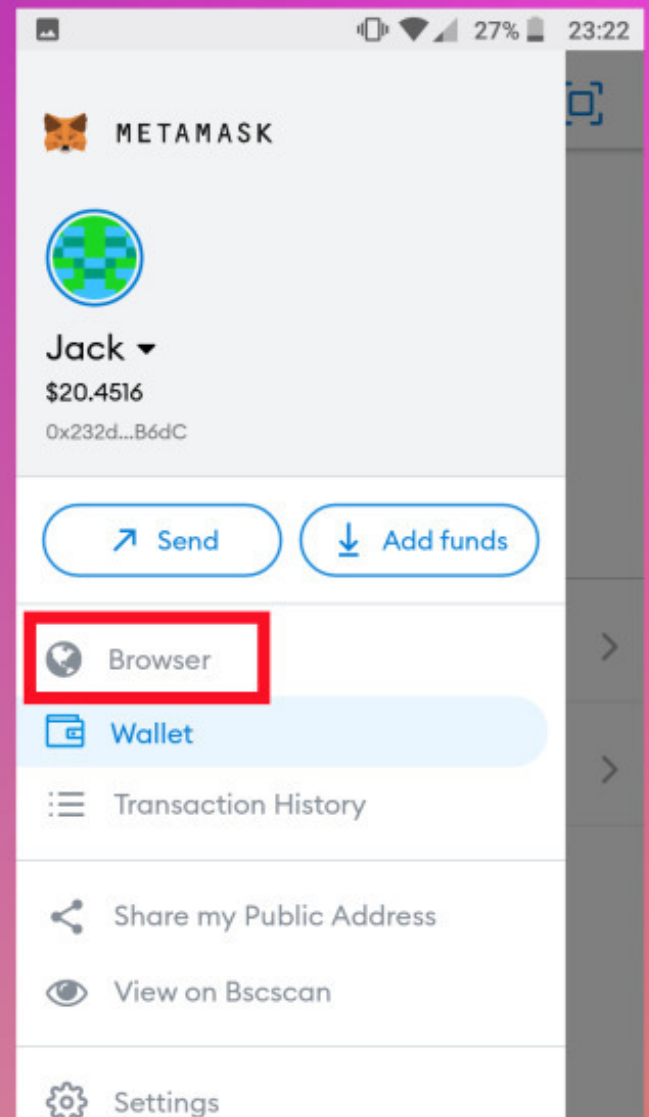 27% 23:22
METAMASK
Jack
$20.4516
0x232d...B6dC
Send Add funds
Browser
Wallet
Transaction History
Share my Public Address
View on Bscscan
Settings